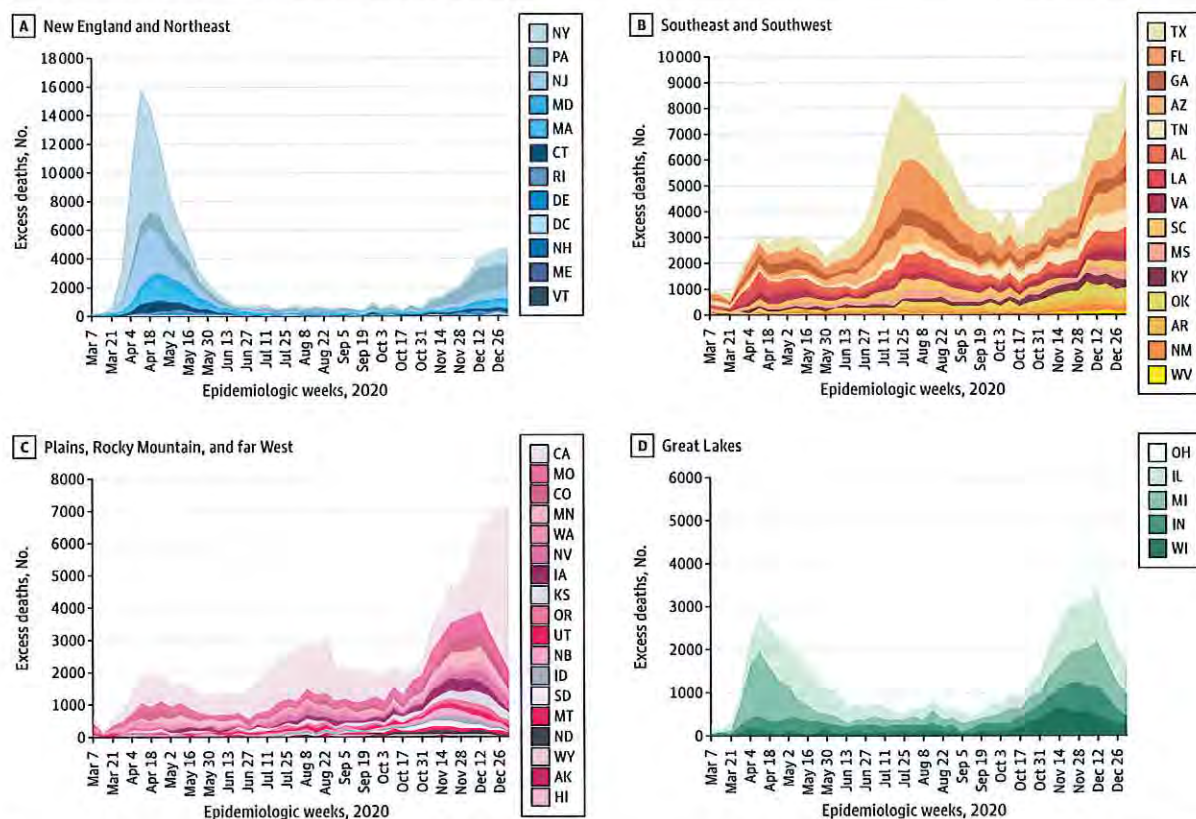 A New England and Northeast
Excess deaths, No.
18 000
16 000
14 000
12 000
10 000
8000
6000
4000
2000
0
Mar 7
Mar 21
Apr 4
Apr 18
May 2
May 16
May 30
Jun 13
Jun 27
Jul 11
Jul 25
Aug 8
Aug 22
Sep 5
Sep 19
Oct 3
Oct 17
Oct 31
Nov 14
Nov 28
Dec 12
Dec 26
Epidemiologic weeks, 2020
NY
PA
NJ
MD
MA
CT
RI
DE
DC
NH
ME
VT
B Southeast and Southwest
Excess deaths, No.
10 000
9000
8000
7000
6000
5000
4000
3000
2000
1000
0
Mar 7
Mar 21
Apr 4
Apr 18
May 2
May 16
May 30
Jun 13
Jun 27
Jul 11
Jul 25
Aug 8
Aug 22
Sep 5
Sep 19
Oct 3
Oct 17
Oct 31
Nov 14
Nov 28
Dec 12
Dec 26
Epidemiologic weeks, 2020
TX
FL
GA
AZ
TN
AL
LA
VA
SC
MS
KY
OK
AR
NM
WV
C Plains, Rocky Mountain, and far West
Excess deaths, No.
8000
7000
6000
5000
4000
3000
2000
1000
0
Mar 7
Mar 21
Apr 4
Apr 18
May 2
May 16
May 30
Jun 13
Jun 27
Jul 11
Jul 25
Aug 8
Aug 22
Sep 5
Sep 19
Oct 3
Oct 17
Oct 31
Nov 14
Nov 28
Dec 12
Dec 26
Epidemiologic weeks, 2020
CA
MO
CO
MN
WA
NV
IA
KS
OR
UT
NB
ID
SD
MT
ND
WY
AK
HI
D Great Lakes
Excess deaths, No.
6000
5000
4000
3000
2000
1000
0
Mar 7
Mar 21
Apr 4
Apr 18
May 2
May 16
May 30
Jun 13
Jun 27
Jul 11
Jul 25
Aug 8
Aug 22
Sep 5
Sep 19
Oct 3
Oct 17
Oct 31
Nov 14
Nov 28
Dec 12
Dec 26
Epidemiologic weeks, 2020
OH
IL
MI
IN
WI